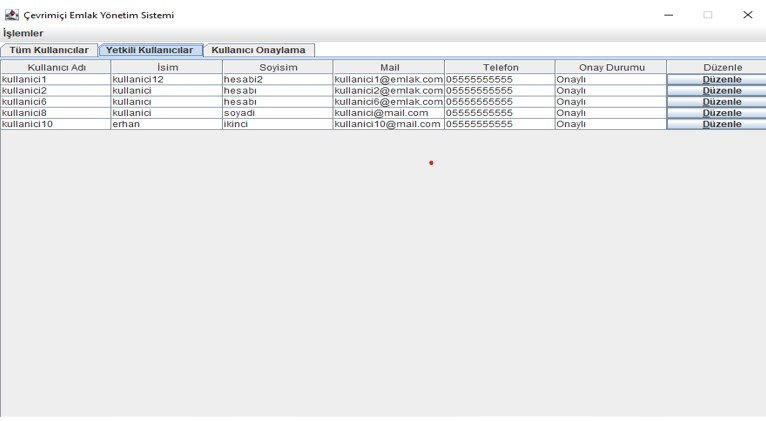 Çevrimiçi Emlak Yönetim Sistemi
İşlemler
Tüm Kullanıcılar Yetkili Kullanıcılar Kullanıcı Onaylama
Kullanıcı Adı İsim Soyisim Mail Telefon Onay Durumu Düzenle
kullanici1 kullanici12 hesabi2 kullanici1@emlak.com 05555555555 Onaylı Düzenle
kullanici2 kullanici hesabı kullanici2@emlak.com 05555555555 Onaylı Düzenle
kullanici6 kullanıcı hesabı kullanici6@emlak.com 05555555555 Onaylı Düzenle
kullanici8 kullanici soyadi kullanici@mail.com 05555555555 Onaylı Düzenle
kullanici10 erhan ikinci kullanici10@mail.com 05555555555 Onaylı Düzenle